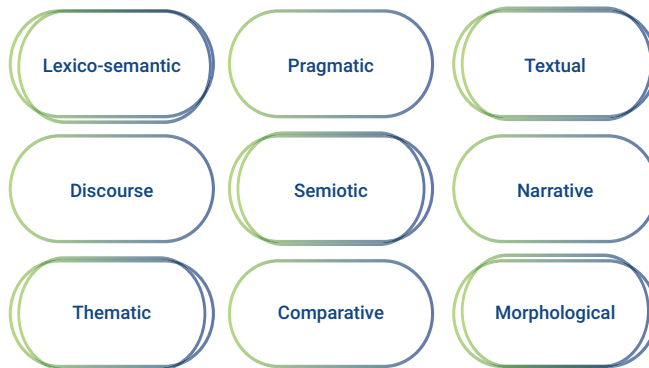 Lexico-semantic
Pragmatic
Textual
Discourse
Semiotic
Narrative
Thematic
Comparative
Morphological